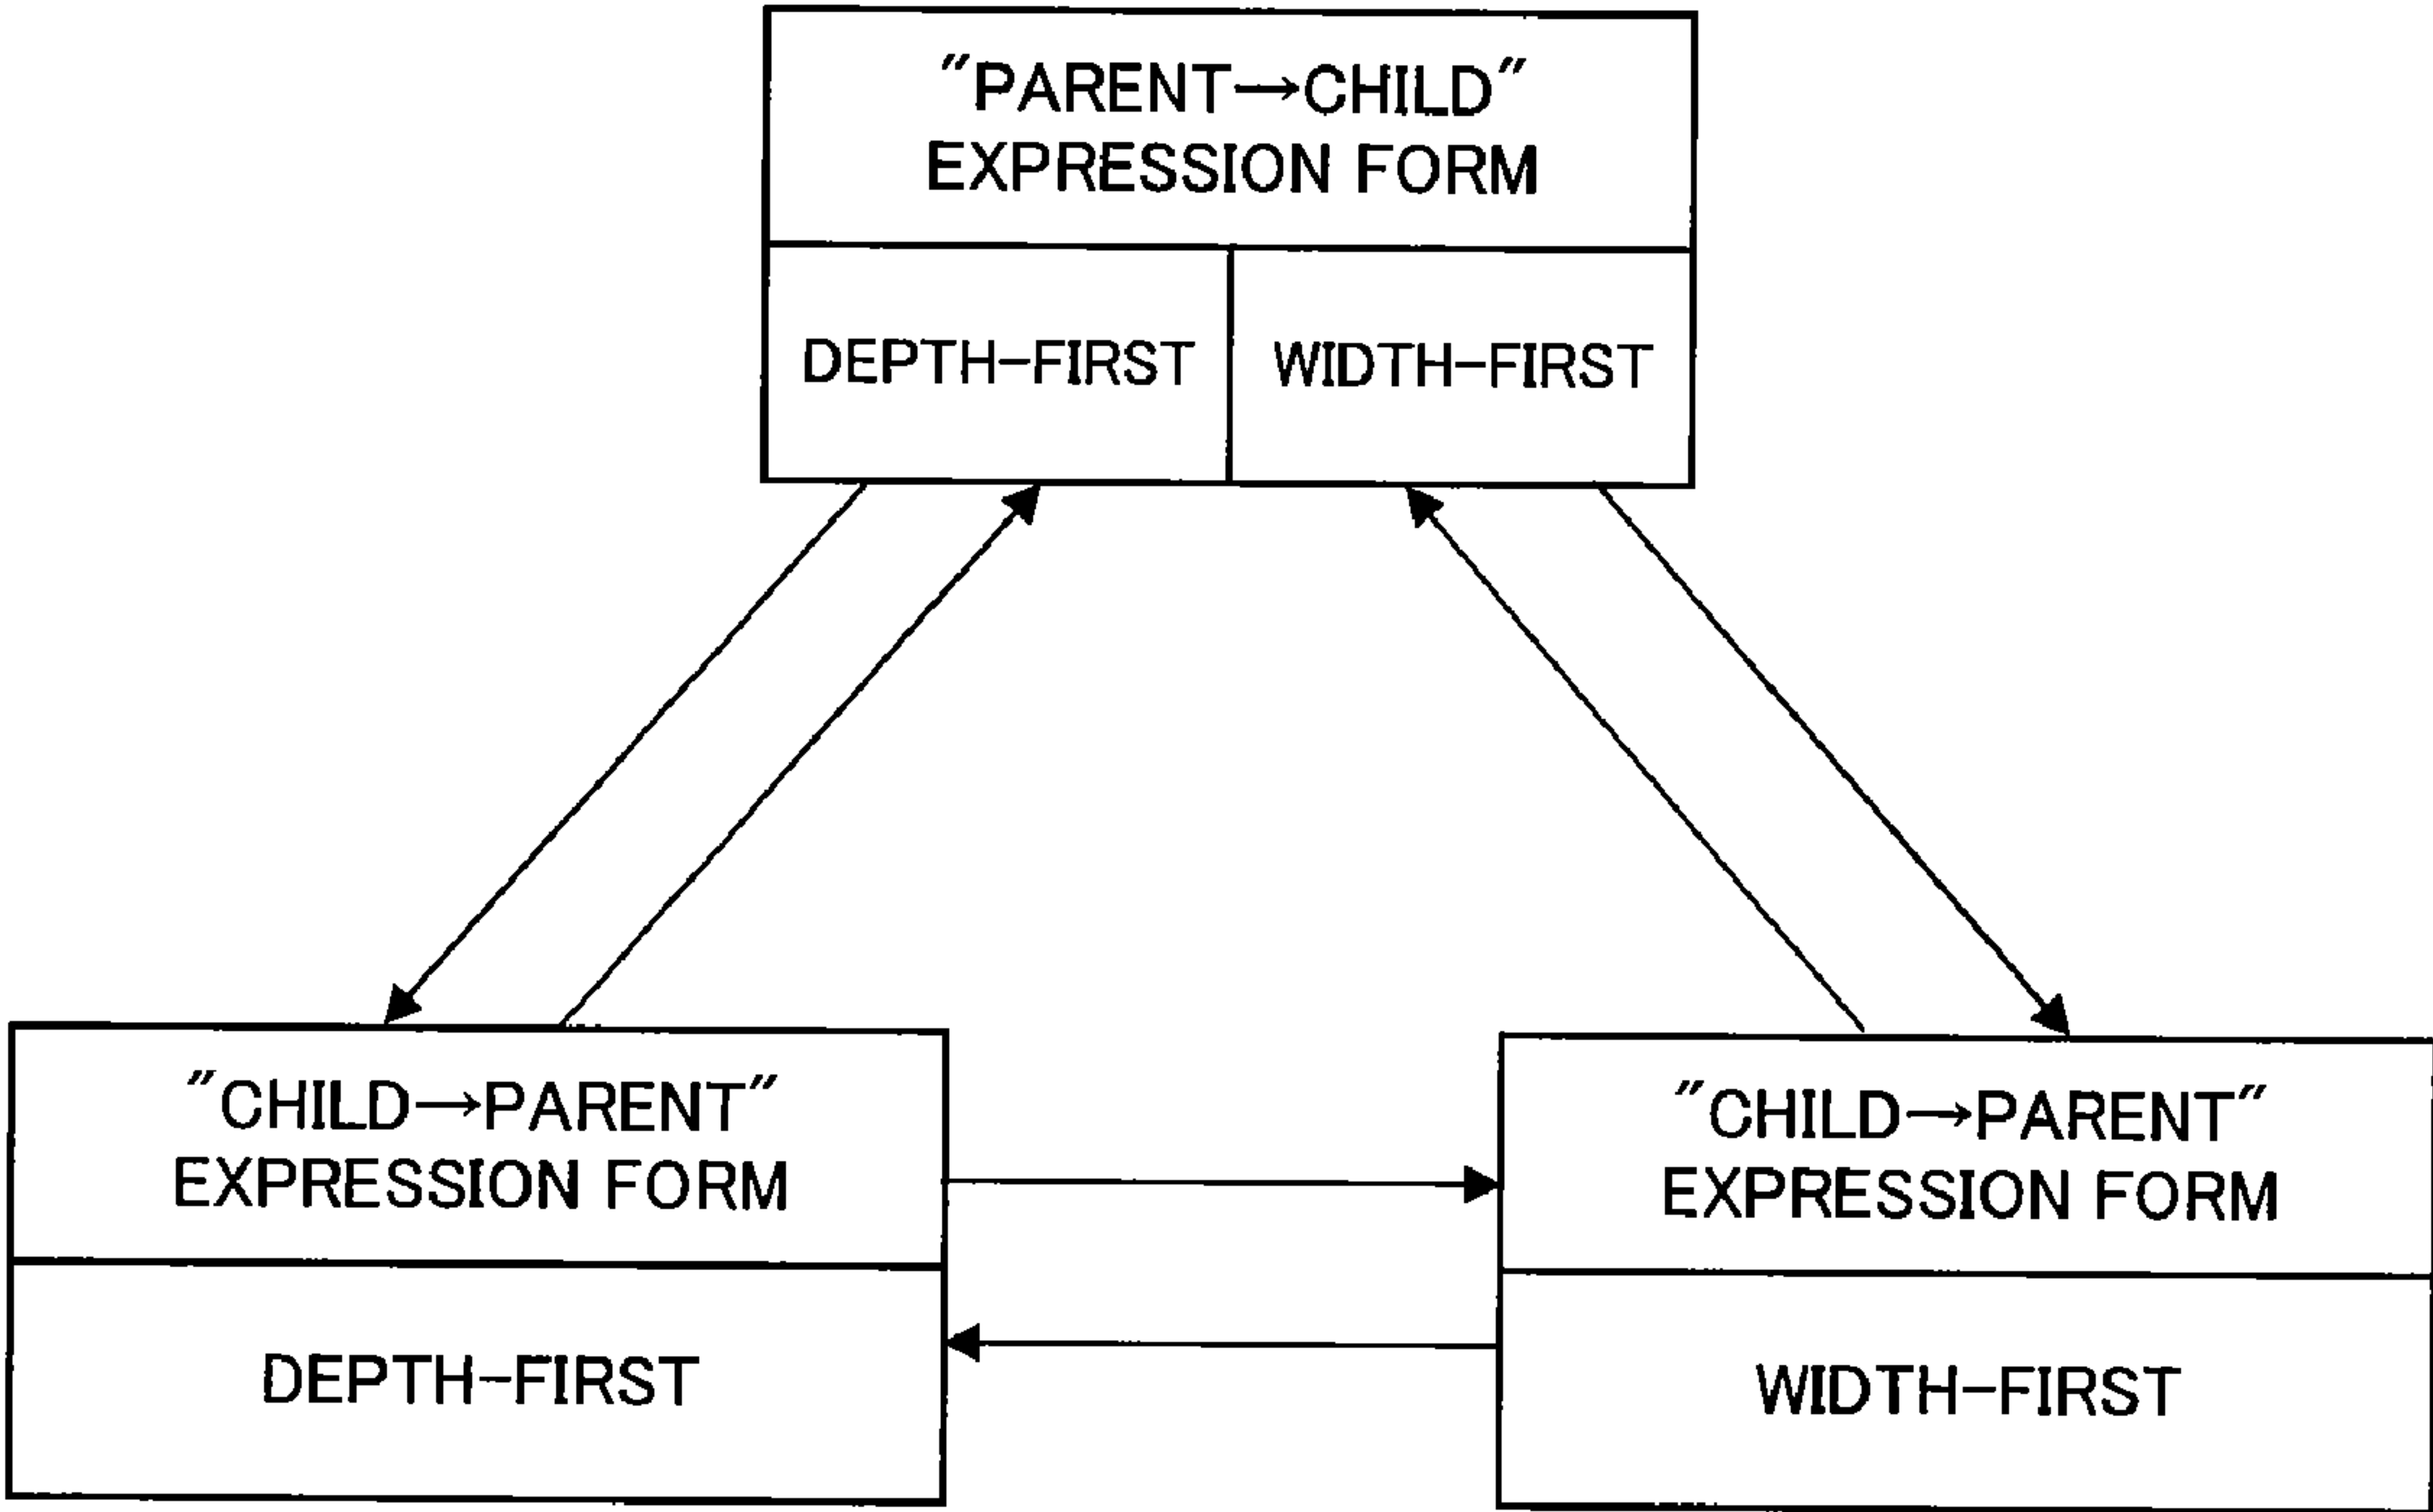 "PARENT→CHILD"
EXPRESSION FORM
DEPTH-FIRST
WIDTH-FIRST
"CHILD→PARENT"
EXPRESSION FORM
DEPTH-FIRST
"CHILD→PARENT"
EXPRESSION FORM
WIDTH-FIRST